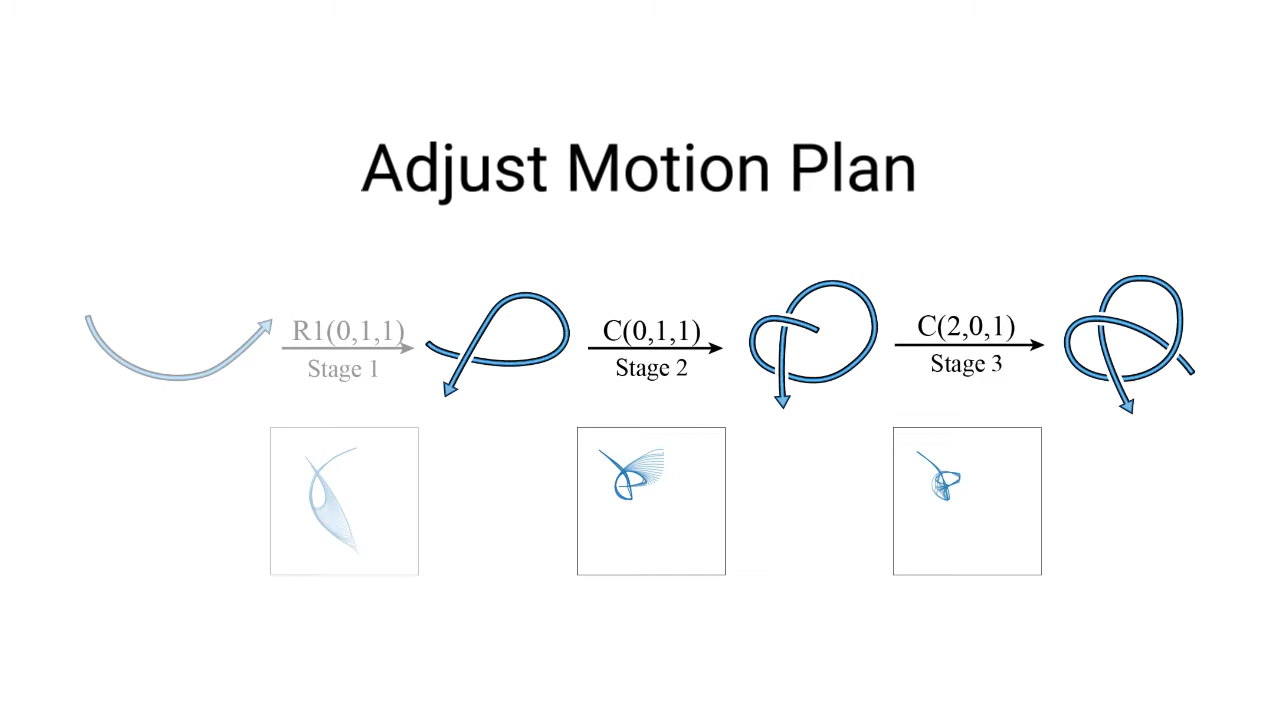 Adjust Motion Plan
R1(0,1,1)
Stage 1
C(0,1,1)
Stage 2
C(2,0,1)
Stage 3